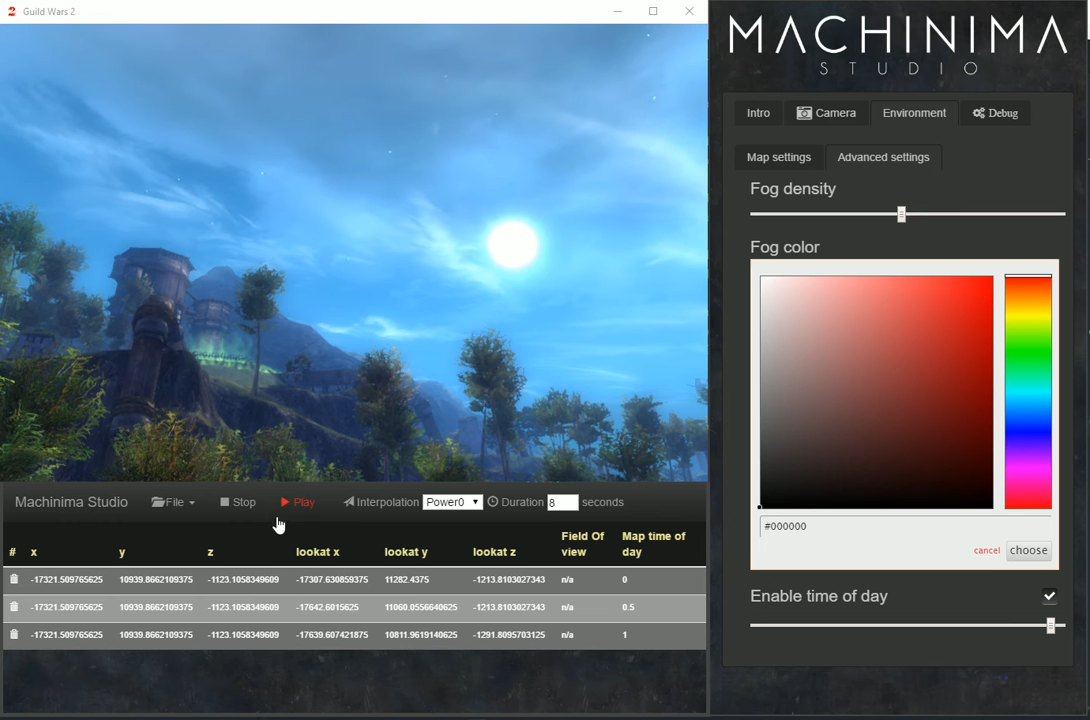 Guild Wars 2
MACHINIMA
STUDIO
Intro
Camera
Environment
Debug
Map settings
Advanced settings
Fog density
Fog color
#000000
cancel
choose
Enable time of day
Machinima Studio
File
Stop
Play
Interpolation Power0
Duration 8 seconds
# x y z lookat x lookat y lookat z Field Of view Map time of day
-17321.509765625 10939.8662109375 -1123.1058349609 -17307.630859375 11282.4375 -1213.8103027343 n/a 0
-17321.509765625 10939.8662109375 -1123.1058349609 -17642.6015625 11060.0556640625 -1213.8103027343 n/a 0.5
-17321.509765625 10939.8662109375 -1123.1058349609 -17639.607421875 10811.9619140625 -1291.8095703125 n/a 1